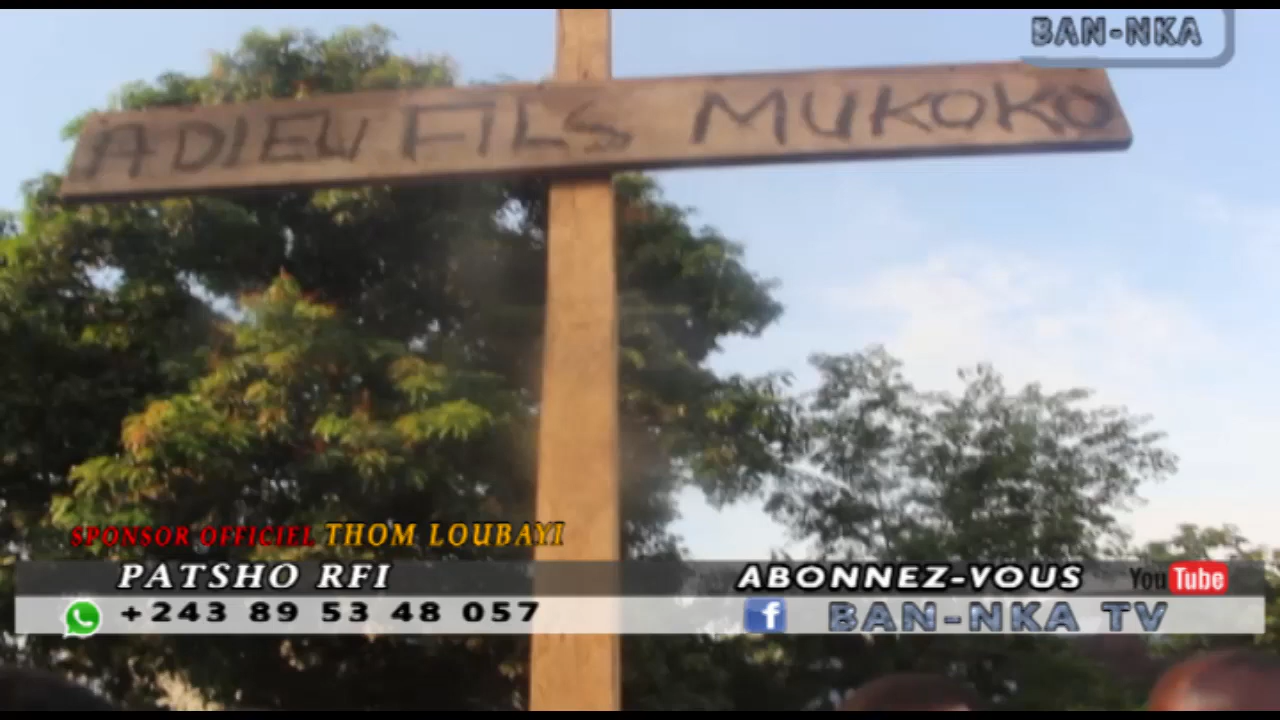 BAN-NKA
ADIEU FILS MUKOKO
SPONSOR OFFICIEL THOM LOUBAYI
PATSHO RFI
+243 89 53 48 057
ABONNEZ-VOUS YouTube
f BAN-NKA TV